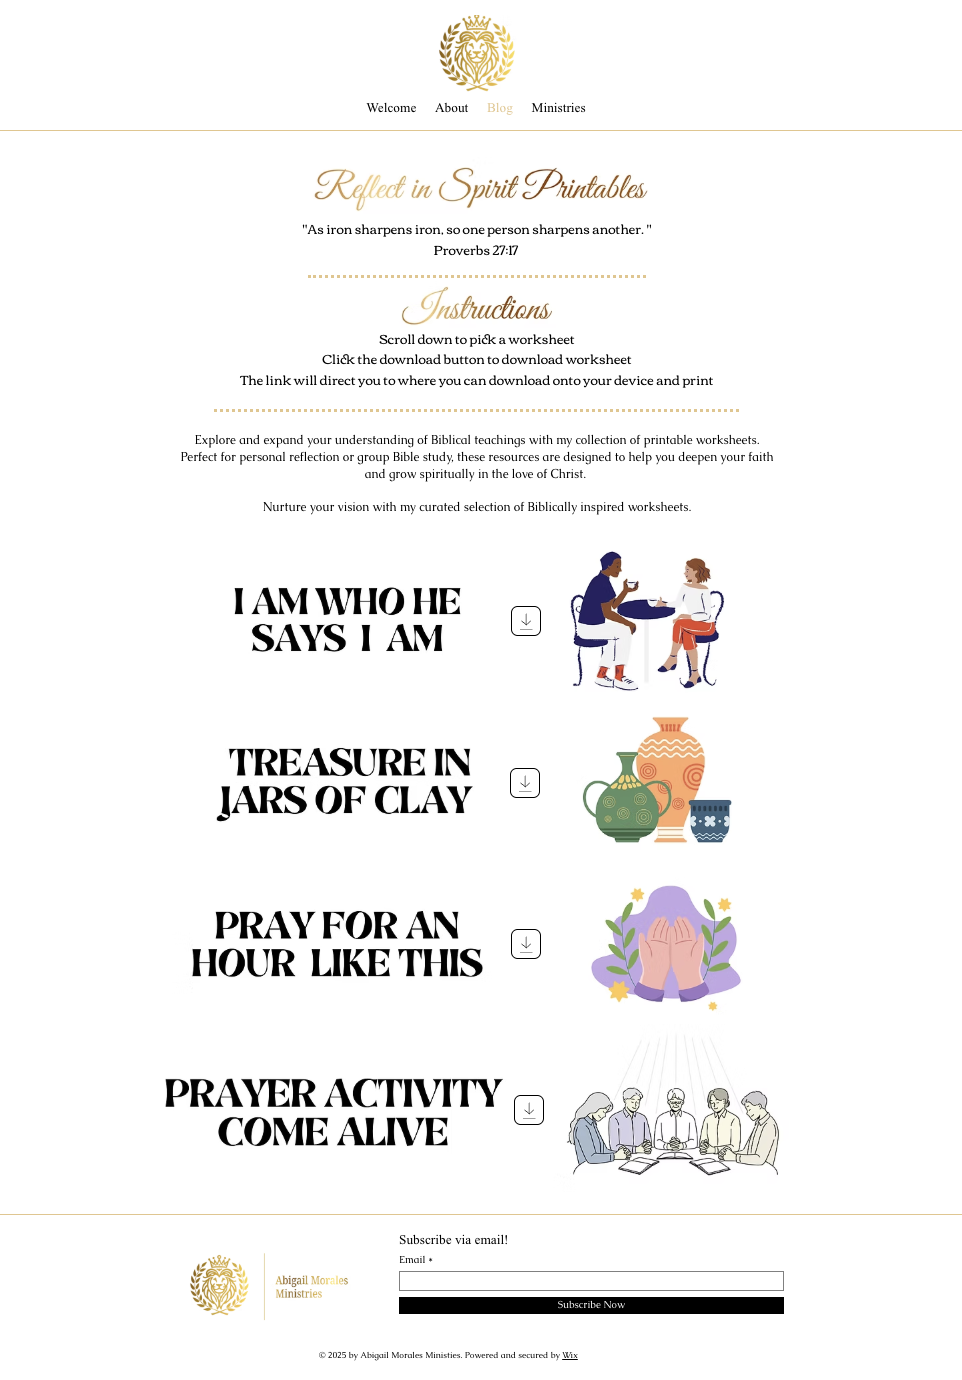 Welcome About Blog Ministries
Reflect in Spirit Printables
"As iron sharpens iron, so one person sharpens another. "
Proverbs 27:17
Instructions
Scroll down to pick a worksheet
Click the download button to download worksheet
The link will direct you to where you can download onto your device and print
Explore and expand your understanding of Biblical teachings with my collection of printable worksheets.
Perfect for personal reflection or group Bible study, these resources are designed to help you deepen your faith
and grow spiritually in the love of Christ.
Nurture your vision with my curated selection of Biblically inspired worksheets.
I AM WHO HE
SAYS I AM
TREASURE IN
JARS OF CLAY
PRAY FOR AN
HOUR LIKE THIS
PRAYER ACTIVITY
COME ALIVE
Abigail Morales
Ministries
Subscribe via email!
Email *
Subscribe Now
© 2025 by Abigail Morales Ministies. Powered and secured by Wix